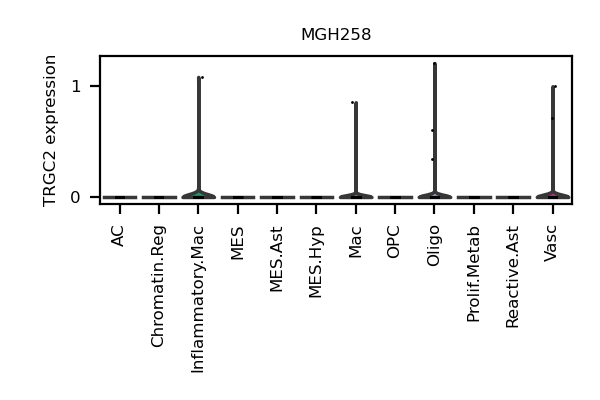 MGH258
TRGC2 expression
1
0
AC
Chromatin.Reg
Inflammatory.Mac
MES
MES.Ast
MES.Hyp
Mac
OPC
Oligo
Prolif.Metab
Reactive.Ast
Vasc